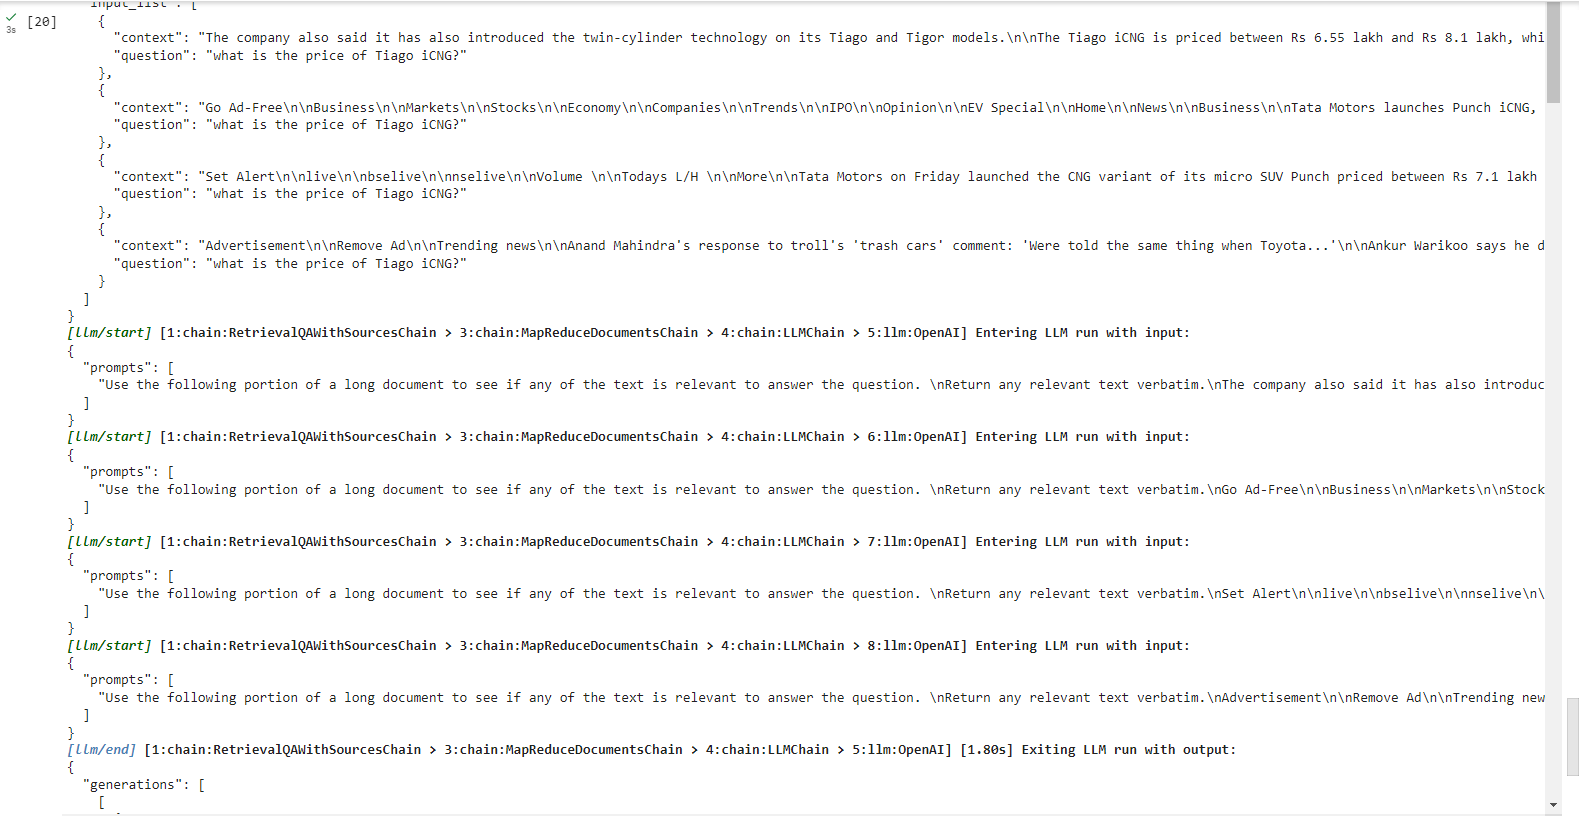 "input_list": [
[20]
3s
{
"context": "The company also said it has also introduced the twin-cylinder technology on its Tiago and Tigor models.\n\nThe Tiago iCNG is priced between Rs 6.55 lakh and Rs 8.1 lakh, whi
"question": "what is the price of Tiago iCNG?"
},
{
"context": "Go Ad-Free\n\nBusiness\n\nMarkets\n\nStocks\n\nEconomy\n\nCompanies\n\nTrends\n\nIPO\n\nOpinion\n\nEV Special\n\nHome\n\nNews\n\nBusiness\n\nTata Motors launches Punch iCNG,
"question": "what is the price of Tiago iCNG?"
},
{
"context": "Set Alert\n\nlive\n\nbselive\n\nnselive\n\nVolume \n\nTodays L/H \n\nMore\n\nTata Motors on Friday launched the CNG variant of its micro SUV Punch priced between Rs 7.1 lakh
"question": "what is the price of Tiago iCNG?"
},
{
"context": "Advertisement\n\nRemove Ad\n\nTrending news\n\nAnand Mahindra's response to troll's 'trash cars' comment: 'Were told the same thing when Toyota...'\n\nAnkur Warikoo says he d
"question": "what is the price of Tiago iCNG?"
}
]
}
[llm/start] [1:chain:RetrievalQAWithSourcesChain > 3:chain:MapReduceDocumentsChain > 4:chain:LLMChain > 5:llm:OpenAI] Entering LLM run with input:
{
"prompts": [
"Use the following portion of a long document to see if any of the text is relevant to answer the question. \nReturn any relevant text verbatim.\nThe company also said it has also introduc
]
}
[llm/start] [1:chain:RetrievalQAWithSourcesChain > 3:chain:MapReduceDocumentsChain > 4:chain:LLMChain > 6:llm:OpenAI] Entering LLM run with input:
{
"prompts": [
"Use the following portion of a long document to see if any of the text is relevant to answer the question. \nReturn any relevant text verbatim.\nGo Ad-Free\n\nBusiness\n\nMarkets\n\nStock
]
}
[llm/start] [1:chain:RetrievalQAWithSourcesChain > 3:chain:MapReduceDocumentsChain > 4:chain:LLMChain > 7:llm:OpenAI] Entering LLM run with input:
{
"prompts": [
"Use the following portion of a long document to see if any of the text is relevant to answer the question. \nReturn any relevant text verbatim.\nSet Alert\n\nlive\n\nbselive\n\nnselive\n\
]
}
[llm/start] [1:chain:RetrievalQAWithSourcesChain > 3:chain:MapReduceDocumentsChain > 4:chain:LLMChain > 8:llm:OpenAI] Entering LLM run with input:
{
"prompts": [
"Use the following portion of a long document to see if any of the text is relevant to answer the question. \nReturn any relevant text verbatim.\nAdvertisement\n\nRemove Ad\n\nTrending new
]
}
[llm/end] [1:chain:RetrievalQAWithSourcesChain > 3:chain:MapReduceDocumentsChain > 4:chain:LLMChain > 5:llm:OpenAI] [1.80s] Exiting LLM run with output:
{
"generations": [
[